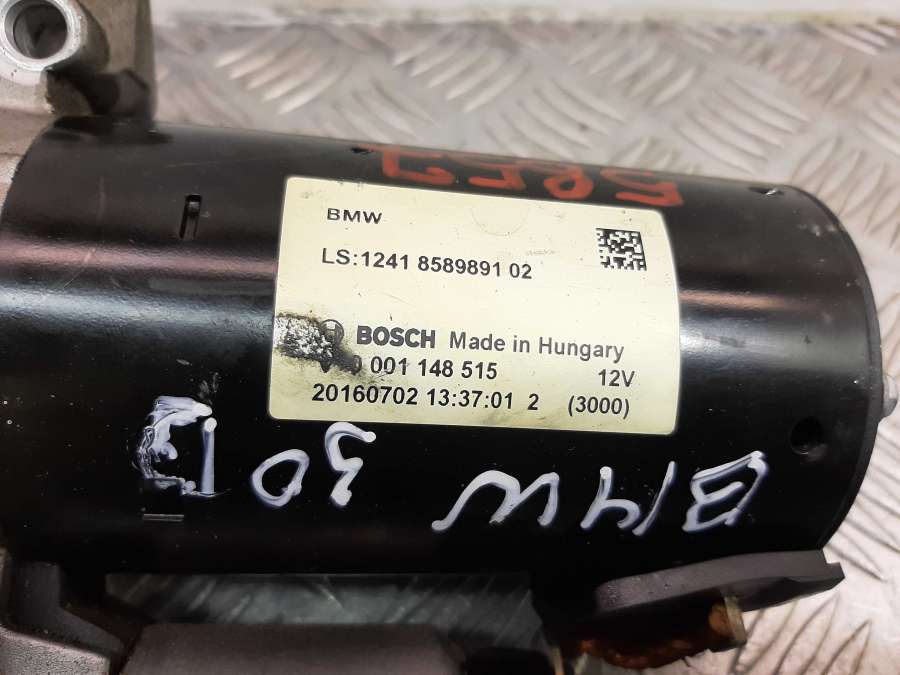 5857
BMW
LS:1241 8589891 02
BOSCH Made in Hungary
0 001 148 515 12V
20160702 13:37:01 2 (3000)
BMW
30